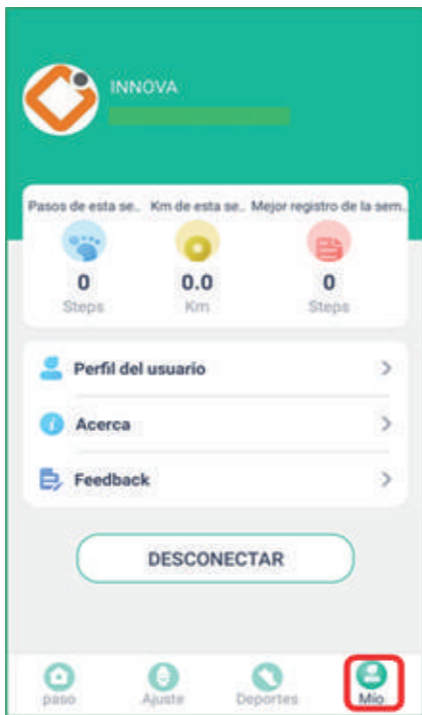 INNOVA
Pasos de esta se.. Km de esta se.. Mejor registro de la sem..
0 0.0 0
Steps Km Steps
Perfil del usuario
Acerca
Feedback
DESCONECTAR
paso Ajuste Deportes Mío